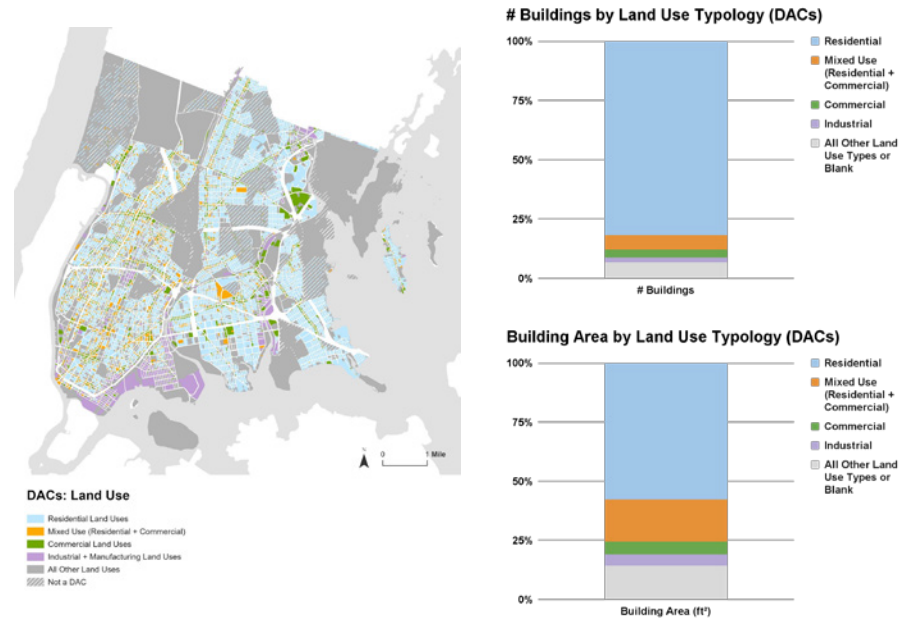 # Buildings by Land Use Typology (DACs)
100%
75%
50%
25%
0%
# Buildings
Residential
Mixed Use
(Residential +
Commercial)
Commercial
Industrial
All Other Land
Use Types or
Blank
Building Area by Land Use Typology (DACs)
100%
75%
50%
25%
0%
Building Area (ft²)
Residential
Mixed Use
(Residential +
Commercial)
Commercial
Industrial
All Other Land
Use Types or
Blank
N
0 1 Mile
DACs: Land Use
Residential Land Uses
Mixed Use (Residential + Commercial)
Commercial Land Uses
Industrial + Manufacturing Land Uses
All Other Land Uses
Not a DAC